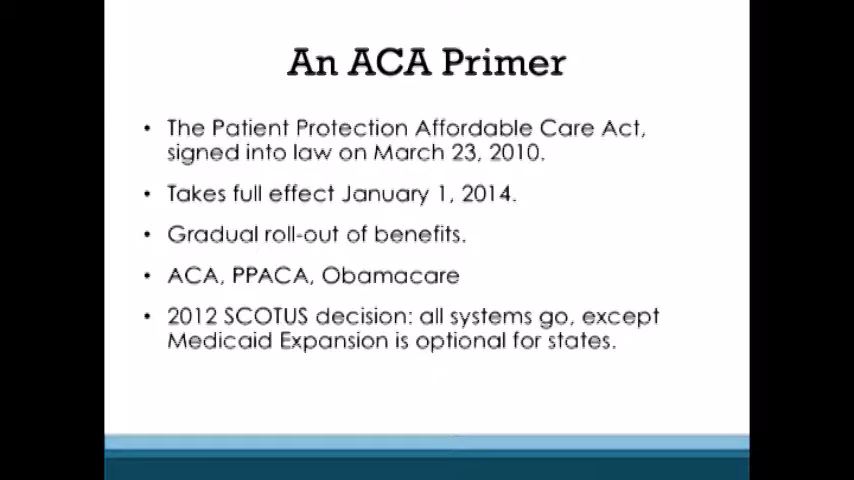 An ACA Primer
• The Patient Protection Affordable Care Act,
signed into law on March 23, 2010.
• Takes full effect January 1, 2014.
• Gradual roll-out of benefits.
• ACA, PPACA, Obamacare
• 2012 SCOTUS decision: all systems go, except
Medicaid Expansion is optional for states.